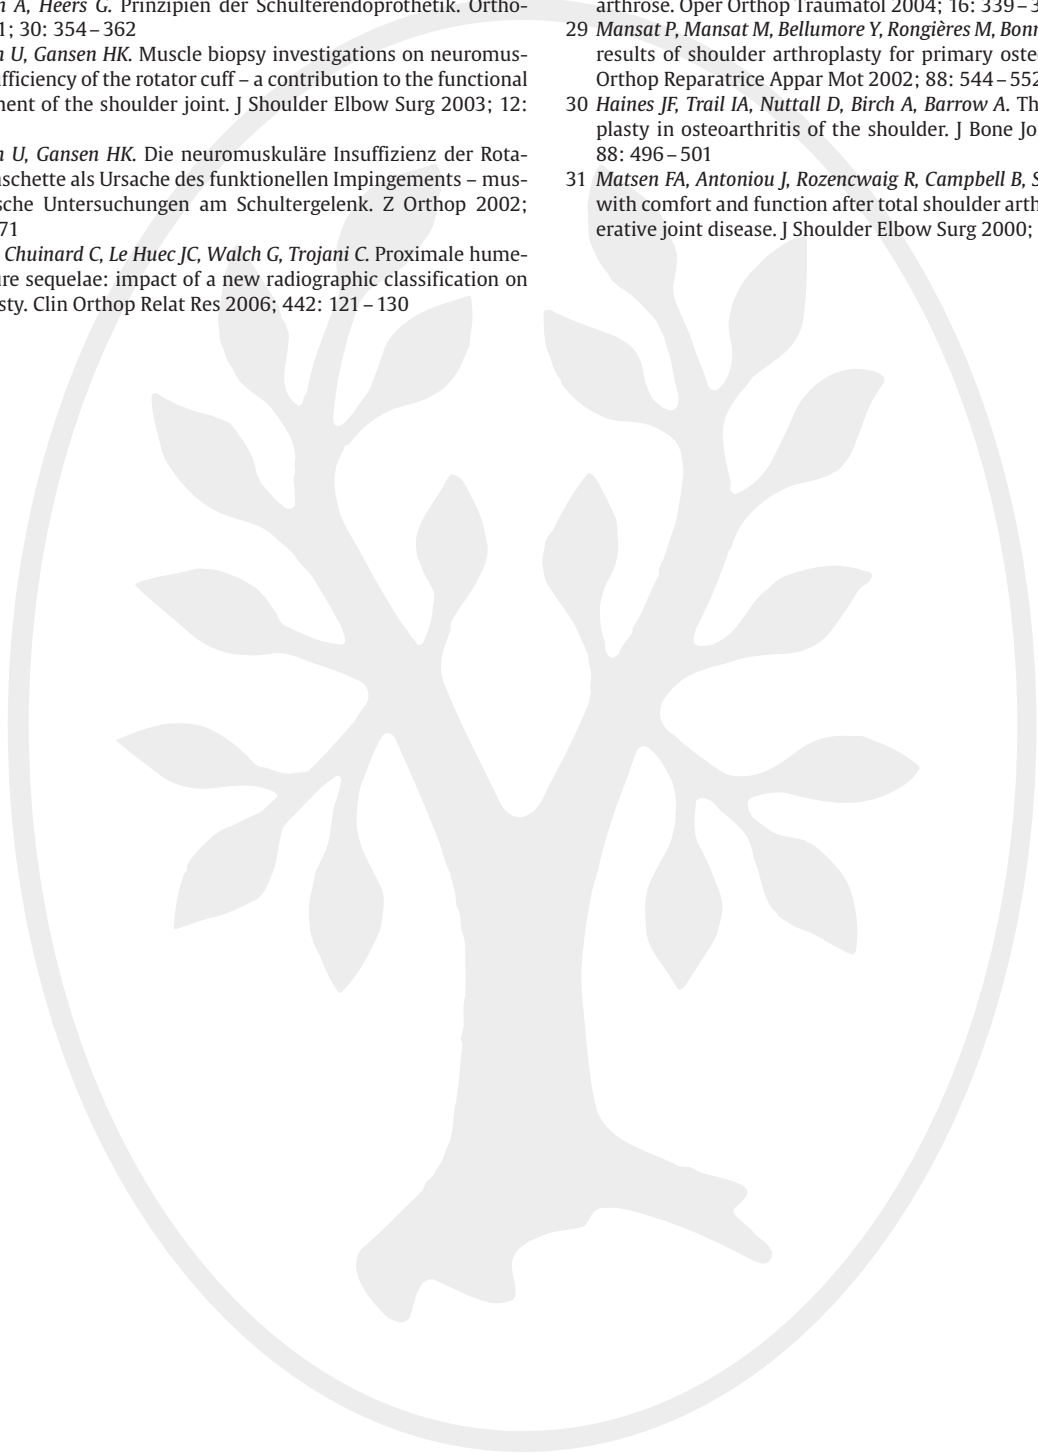 A, Heers G. Prinzipien der Schulterendoprothetik. Ortho-
1; 30: 354–362
U, Gansen HK. Muscle biopsy investigations on neuromus-
ufficiency of the rotator cuff – a contribution to the functional
ment of the shoulder joint. J Shoulder Elbow Surg 2003; 12:
U, Gansen HK. Die neuromuskuläre Insuffizienz der Rota-
nschette als Ursache des funktionellen Impingements – mus-
sche Untersuchungen am Schultergelenk. Z Orthop 2002;
71
Chuinard C, Le Huec JC, Walch G, Trojani C. Proximale hume-
ure sequelae: impact of a new radiographic classification on
sty. Clin Orthop Relat Res 2006; 442: 121–130
arthrose. Oper Orthop Traumatol 2004; 16: 339–3
29 Mansat P, Mansat M, Bellumore Y, Rongières M, Bonn
results of shoulder arthroplasty for primary oste
Orthop Reparatrice Appar Mot 2002; 88: 544–552
30 Haines JF, Trail IA, Nuttall D, Birch A, Barrow A. Th
plasty in osteoarthritis of the shoulder. J Bone Jo
88: 496–501
31 Matsen FA, Antoniou J, Rozencwaig R, Campbell B, S
with comfort and function after total shoulder arth
erative joint disease. J Shoulder Elbow Surg 2000;